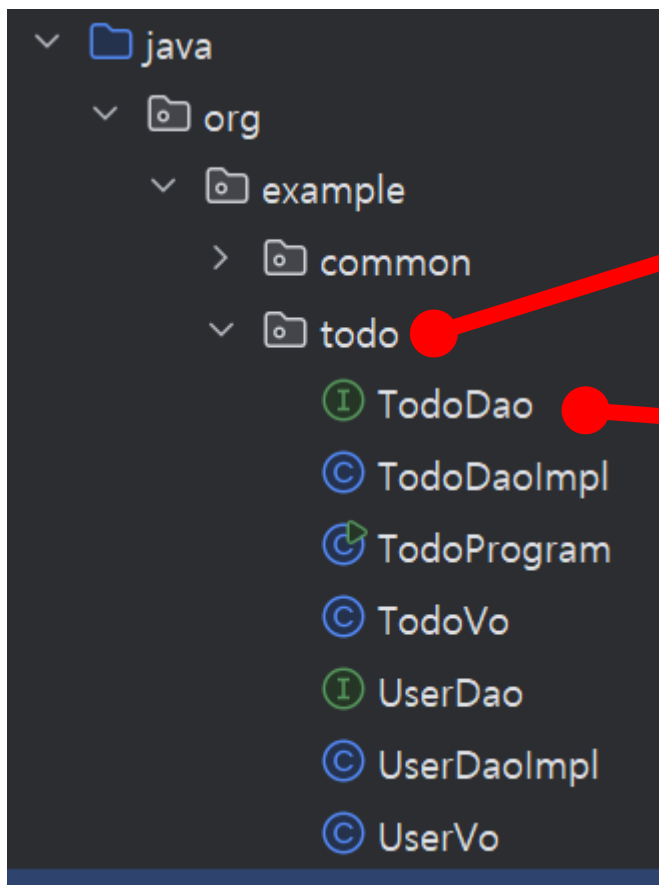 java
org
example
common
todo
I TodoDao
C TodoDaoImpl
C TodoProgram
C TodoVo
I UserDao
C UserDaoImpl
C UserVo